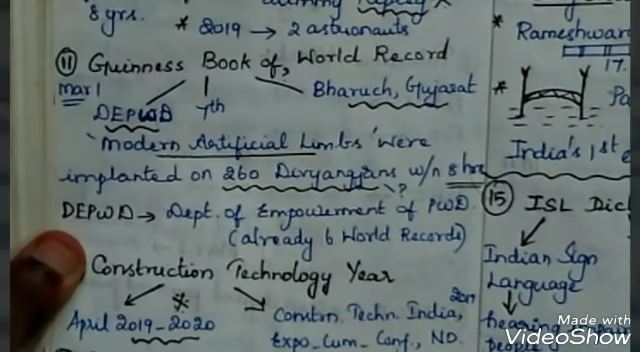 8 yrs. * 2019 → 2 astronauts
⑪ Guinness Book of World Record
Mar 1
DEPWD 7th Bharuch, Gujarat
'Modern Artificial Limbs' were
implanted on 260 Divyangjans w/n 8 hrs
?
DEPWD → Dept. of Empowerment of PWD.
(already 6 World Records)
Construction Technology Year
*
April 2019-2020
Constrn. Techn. India, 2019
Expo-Cum-Conf., ND.
* Rameshwar
17.
*
India's 1st
⑮ ISL Dic
Indian Sign
Language
hearing
people
Made with
VideoShow